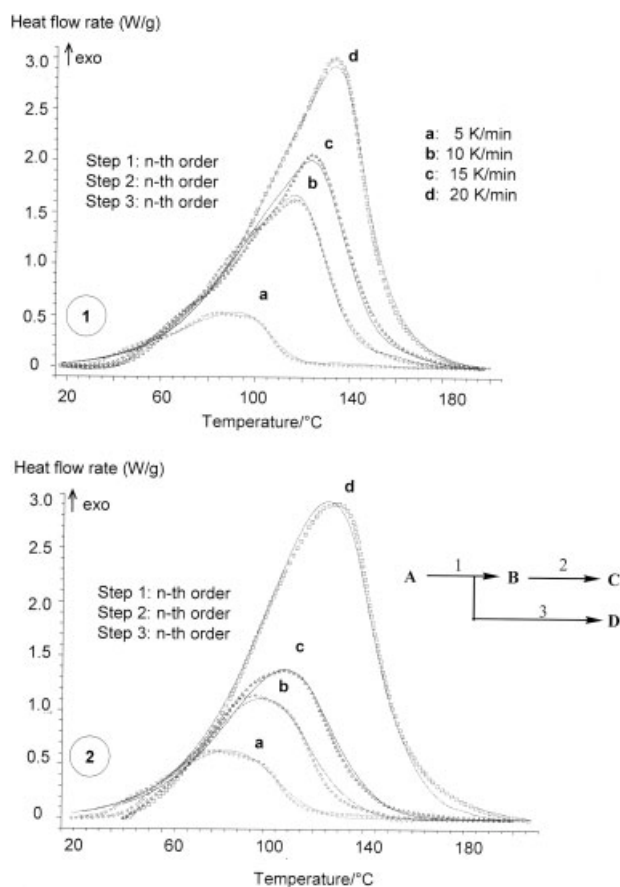 Heat flow rate (W/g)
↑ exo
3.0
2.5
2.0
1.5
1.0
0.5
0
d
c
b
a
a: 5 K/min
b: 10 K/min
c: 15 K/min
d: 20 K/min
Step 1: n-th order
Step 2: n-th order
Step 3: n-th order
1
20 60 100 140 180
Temperature/°C
Heat flow rate (W/g)
↑ exo
3.0
2.5
2.0
1.5
1.0
0.5
0
d
c
b
a
Step 1: n-th order
Step 2: n-th order
Step 3: n-th order
A 1 B 2 C
3 D
2
20 60 100 140 180
Temperature/°C